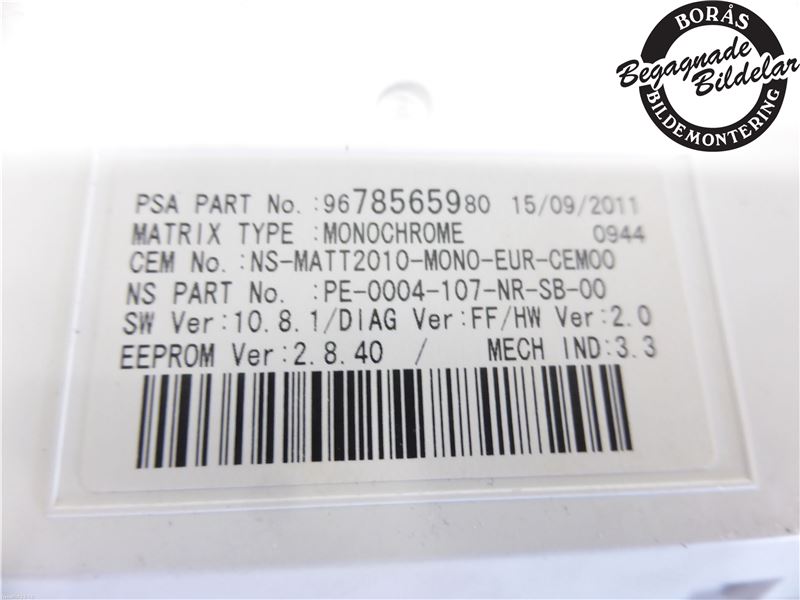 BORÅS
Begagnade
Bildelar
BILDEMONTERING
PSA PART No.:9678565980 15/09/2011
MATRIX TYPE :MONOCHROME 0944
CEM No.:NS-MATT2010-MONO-EUR-CEM00
NS PART No. :PE-0004-107-NR-SB-00
SW Ver:10.8.1/DIAG Ver:FF/HW Ver:2.0
EEPROM Ver:2.8.40 / MECH IND:3.3